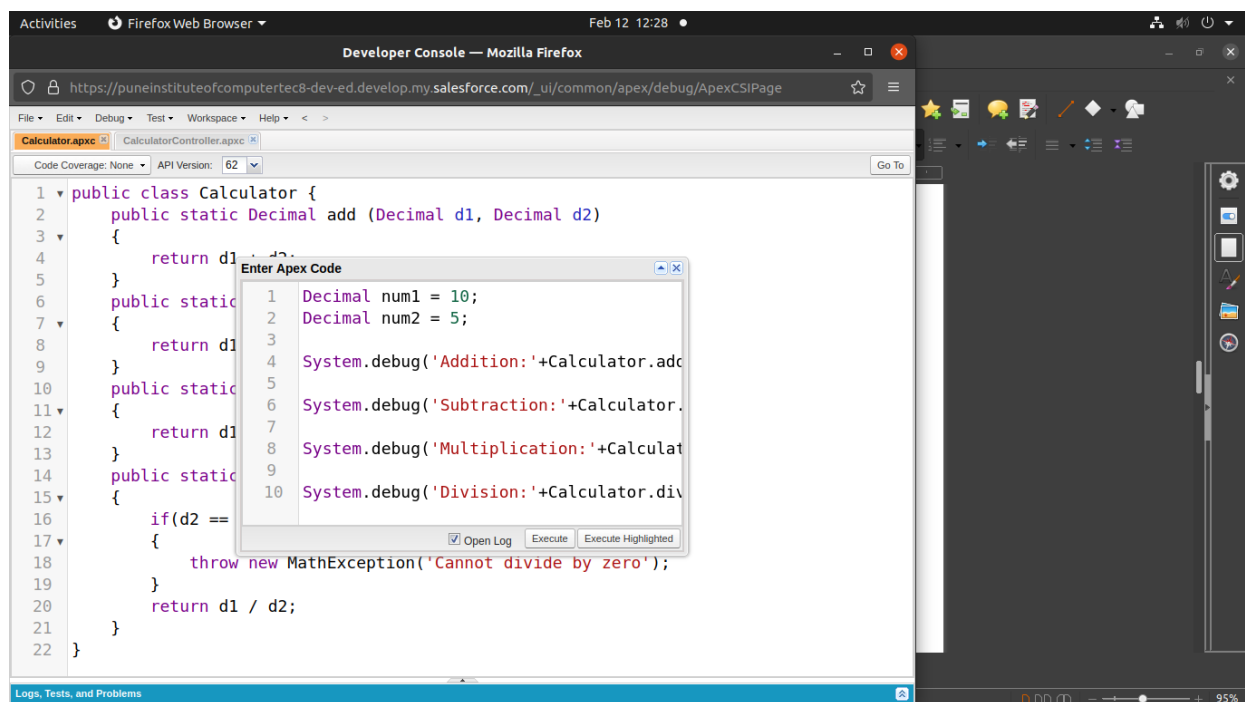 Activities Firefox Web Browser Feb 12 12:28
Developer Console — Mozilla Firefox
https://puneinstituteofcomputertec8-dev-ed.develop.my.salesforce.com/_ui/common/apex/debug/ApexCSIPage
File Edit Debug Test Workspace Help < >
Calculator.apxc CalculatorController.apxc
Code Coverage: None API Version: 62 Go To
1 public class Calculator {
2 public static Decimal add (Decimal d1, Decimal d2)
3 {
4 return d1 + d2;
5 }
6 public static
7 {
8 return d1
9 }
10 public static
11 {
12 return d1
13 }
14 public static
15 {
16 if(d2 ==
17 {
18 throw new MathException('Cannot divide by zero');
19 }
20 return d1 / d2;
21 }
22 }
Enter Apex Code
1 Decimal num1 = 10;
2 Decimal num2 = 5;
3
4 System.debug('Addition:'+Calculator.add
5
6 System.debug('Subtraction:'+Calculator.
7
8 System.debug('Multiplication:'+Calculat
9
10 System.debug('Division:'+Calculator.div
Open Log Execute Execute Highlighted
Logs, Tests, and Problems
95%